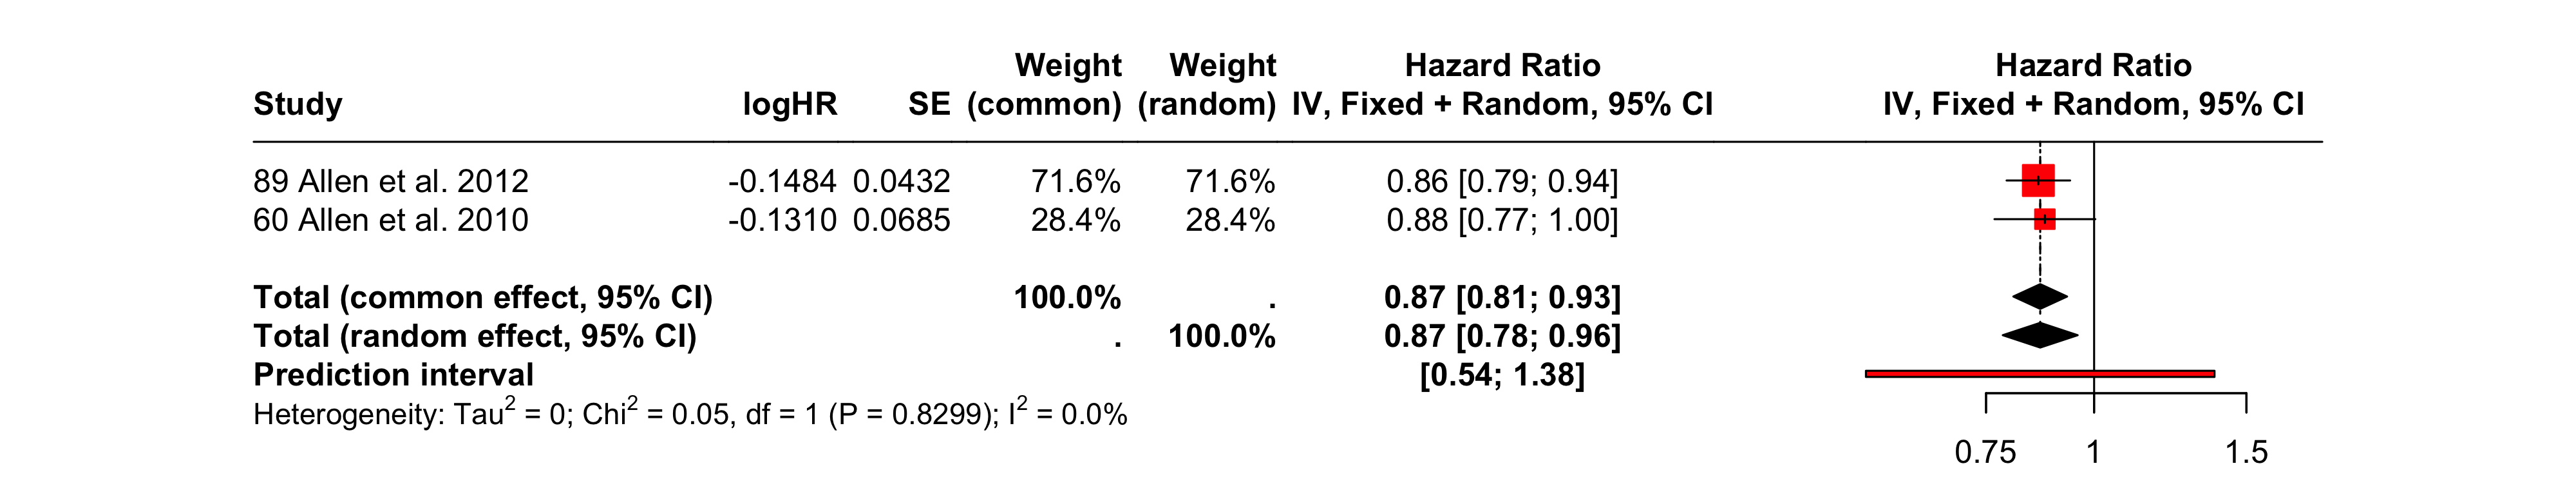 Weight Weight Hazard Ratio Hazard Ratio
Study logHR SE (common) (random) IV, Fixed + Random, 95% CI IV, Fixed + Random, 95% CI
89 Allen et al. 2012 -0.1484 0.0432 71.6% 71.6% 0.86 [0.79; 0.94]
60 Allen et al. 2010 -0.1310 0.0685 28.4% 28.4% 0.88 [0.77; 1.00]
Total (common effect, 95% CI) 100.0% . 0.87 [0.81; 0.93]
Total (random effect, 95% CI) . 100.0% 0.87 [0.78; 0.96]
Prediction interval [0.54; 1.38]
Heterogeneity: Tau² = 0; Chi² = 0.05, df = 1 (P = 0.8299); I² = 0.0%
0.75 1 1.5